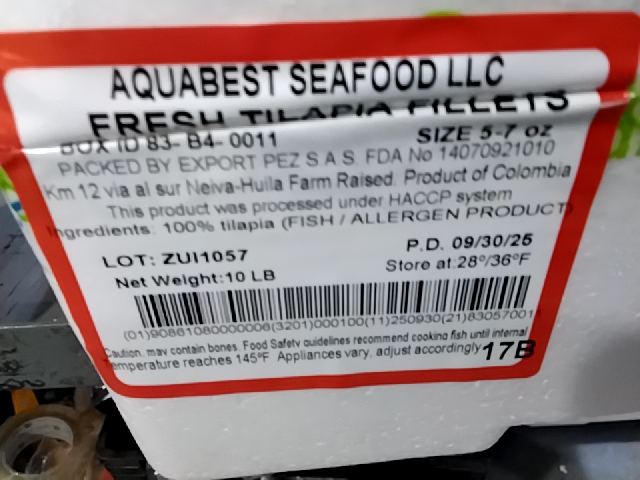 AQUABEST SEAFOOD LLC
FRESH TILAPIA FILLETS
BOX ID 83- B4- 0011 SIZE 5-7 oz
PACKED BY EXPORT PEZ S A S. FDA No 14070921010
Km 12 via al sur Neiva-Huila Farm Raised. Product of Colombia
This product was processed under HACCP system
Ingredients: 100% tilapia (FISH / ALLERGEN PRODUCT)
LOT: ZUI1057 P.D. 09/30/25
Net Weight:10 LB Store at:28º/36ºF
(01)90861080000006(3201)000100(11)250930(21)83057001
Caution, may contain bones. Food Safety guidelines recommend cooking fish until internal
temperature reaches 145ºF Appliances vary, adjust accordingly 17B